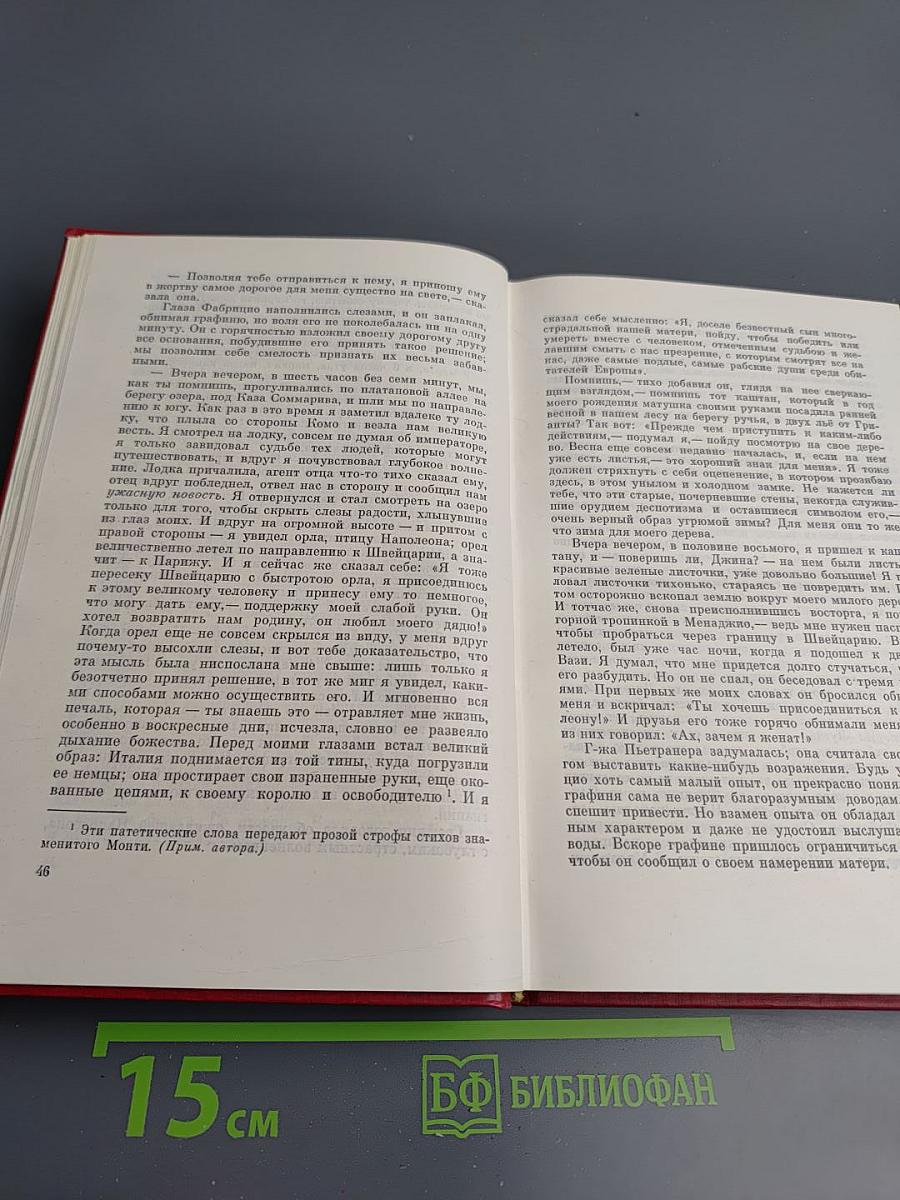 — Позволяя тебе отправиться к нему, я приношу ему
в жертву самое дорогое для меня существо на свете,— ска-
зала она.
Глаза Фабрицио наполнились слезами, и он заплакал,
обнимая графиню, но воля его не поколебалась ни на одну
минуту. Он с горячностью изложил своему дорогому другу
все основания, побудившие его принять такое решение;
мы позволим себе смелость признать их весьма забав-
ными.
— Вчера вечером, в шесть часов без семи минут, мы,
как ты помнишь, прогуливались по платановой аллее на
берегу озера, под Каза Соммарива, и шли мы по направле-
нию к югу. Как раз в это время я заметил вдалеке ту лод-
ку, что плыла со стороны Комо и везла нам великую
весть. Я смотрел на лодку, совсем не думая об императоре,
я только завидовал судьбе тех людей, которые могут
путешествовать, и вдруг я почувствовал глубокое волне-
ние. Лодка причалила, агент отца что-то тихо сказал ему,
отец вдруг побледнел, отвел нас в сторону и сообщил нам
ужасную новость. Я отвернулся и стал смотреть на озеро
только для того, чтобы скрыть слезы радости, хлынувшие
из глаз моих. И вдруг на огромной высоте — и притом с
правой стороны — я увидел орла, птицу Наполеона; орел
величественно летел по направлению к Швейцарии, а зна-
чит — к Парижу. И я сейчас же сказал себе: «Я тоже
пересеку Швейцарию с быстротою орла, я присоединюсь
к этому великому человеку и принесу ему то немногое,
что могу дать ему,— поддержку моей слабой руки. Он
хотел возвратить нам родину, он любил моего дядю!»
Когда орел еще не совсем скрылся из виду, у меня вдруг
почему-то высохли слезы, и вот тебе доказательство, что
эта мысль была ниспослана мне свыше: лишь только я
безотчетно принял решение, в тот же миг я увидел, каки-
ми способами можно осуществить его. И мгновенно вся
печаль, которая — ты знаешь это — отравляет мне жизнь,
особенно в воскресные дни, исчезла, словно ее развеяло
дыхание божества. Перед моими глазами встал великий
образ: Италия поднимается из той тины, куда погрузили
ее немцы; она простирает свои израненные руки, еще око-
ванные цепями, к своему королю и освободителю ¹. И я
¹ Эти патетические слова передают прозой строфы стихов зна-
менитого Монти. (Прим. автора.)
46
сказал себе мысленно: «Я, доселе безвестный сын много-
страдальной нашей матери, пойду, чтобы победить или
умереть вместе с человеком, отмеченным судьбою и же-
лавшим смыть с нас презрение, с которым смотрят все на
нас, даже самые подлые, самые рабские души среди оби-
тателей Европы».
Помнишь,— тихо добавил он, глядя на нее сверкаю-
щим взглядом,— помнишь тот каштан, который в год
моего рождения матушка своими руками посадила ранней
весной в нашем лесу на берегу ручья, в двух льё от Гри-
анты? Так вот: «Прежде чем приступить к каким-либо
действиям,— подумал я,— пойду посмотрю на свое дере-
во. Весна еще совсем недавно началась, и, если на нем
уже есть листья,— это хороший знак для меня». Я тоже
должен стряхнуть с себя оцепенение, в котором прозябаю
здесь, в этом унылом и холодном замке. Не кажется ли
тебе, что эти старые, почерневшие стены, некогда служив-
шие орудием деспотизма и оставшиеся символом его,—
очень верный образ угрюмой зимы? Для меня они то же,
что зима для моего дерева.
Вчера вечером, в половине восьмого, я пришел к каш
тану, и — поверишь ли, Джина? — на нем были листь
красивые зеленые листочки, уже довольно большие! Я
ловал листочки тихонько, стараясь не повредить им.
том осторожно вскопал землю вокруг моего милого дере
И тотчас же, снова преисполнившись восторга, я по
горной тропинкой в Менаджио,— ведь мне нужен пасп
чтобы пробраться через границу в Швейцарию. В
летело, был уже час ночи, когда я подошел к дв
Вази. Я думал, что мне придется долго стучаться, ч
его разбудить. Но он не спал, он беседовал с тремя
ями. При первых же моих словах он бросился обн
меня и вскричал: «Ты хочешь присоединиться к
леону!» И друзья его тоже горячо обнимали меня
из них говорил: «Ах, зачем я женат!»
Г-жа Пьетранера задумалась; она считала сво
гом выставить какие-нибудь возражения. Будь у
цио хоть самый малый опыт, он прекрасно поня
графиня сама не верит благоразумным доводам
спешит привести. Но взамен опыта он обладал
ным характером и даже не удостоил выслуша
воды. Вскоре графине пришлось ограничиться
чтобы он сообщил о своем намерении матери.
15 см
БФ БИБЛИОФАН